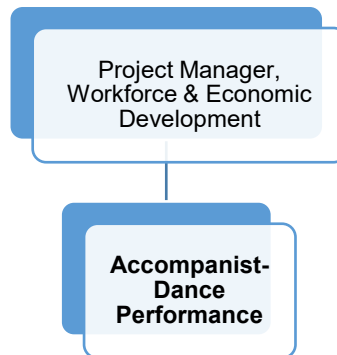 Project Manager,
Workforce & Economic
Development
Accompanist-
Dance
Performance